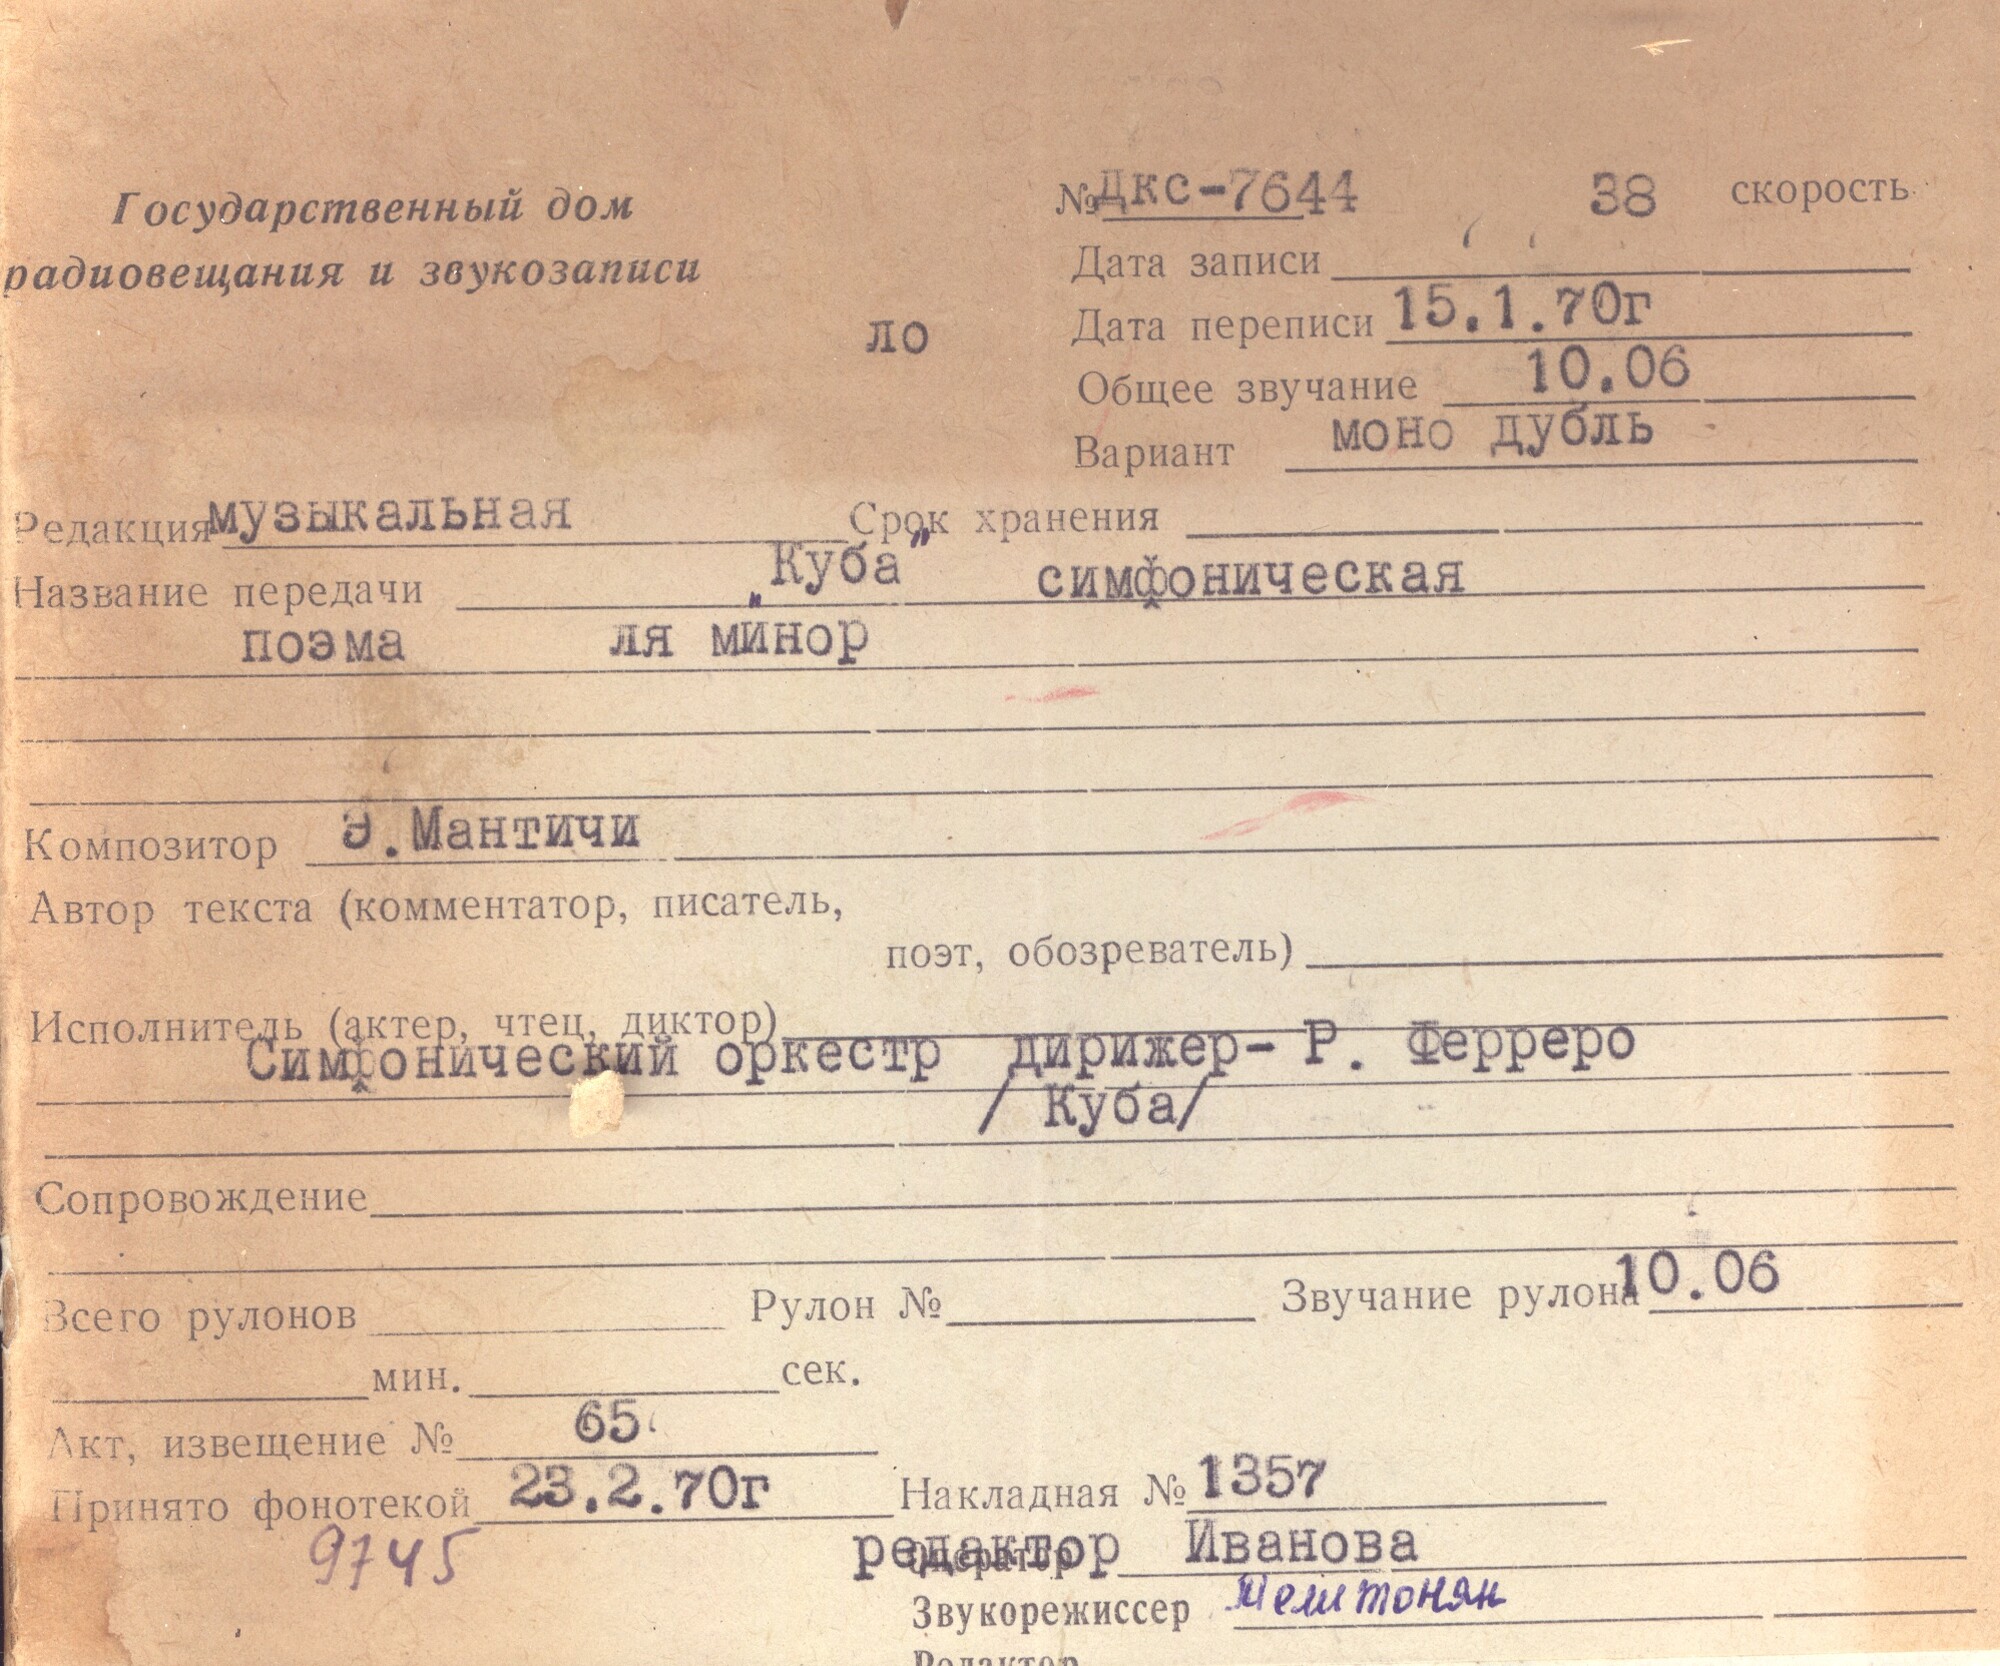 Государственный дом
радиовещания и звукозаписи
ло
№ ДКС-7644 38 скорость
Дата записи
Дата переписи 15.1.70г
Общее звучание 10.06
Вариант моно дубль
Редакция музыкальная Срок хранения
Название передачи „Куба" симфоническая
поэма ля минор
Композитор Э.Мантичи
Автор текста (комментатор, писатель,
поэт, обозреватель)
Исполнитель (актер, чтец, диктор)
Симфонический оркестр дирижер- Р. Ферреро
/ Куба/
Сопровождение
Всего рулонов Рулон № Звучание рулона 10.06
мин. сек.
Акт, извещение № 65
Принято фонотекой 23.2.70г Накладная № 1357
9745
Оператор редактор Иванова
Звукорежиссер
Редактор